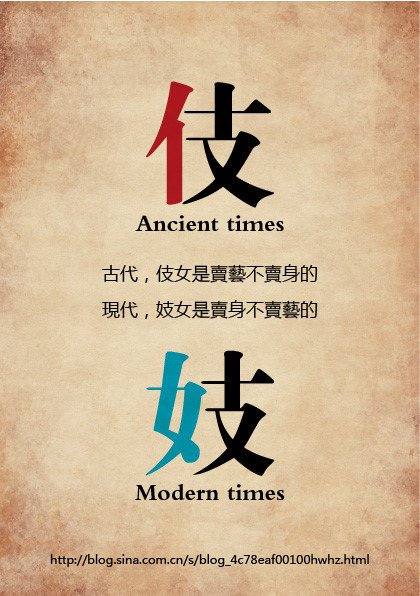 伎
Ancient times
古代，伎女是賣藝不賣身的
現代，妓女是賣身不賣藝的
妓
Modern times
http://blog.sina.com.cn/s/blog_4c78eaf00100hwhz.html